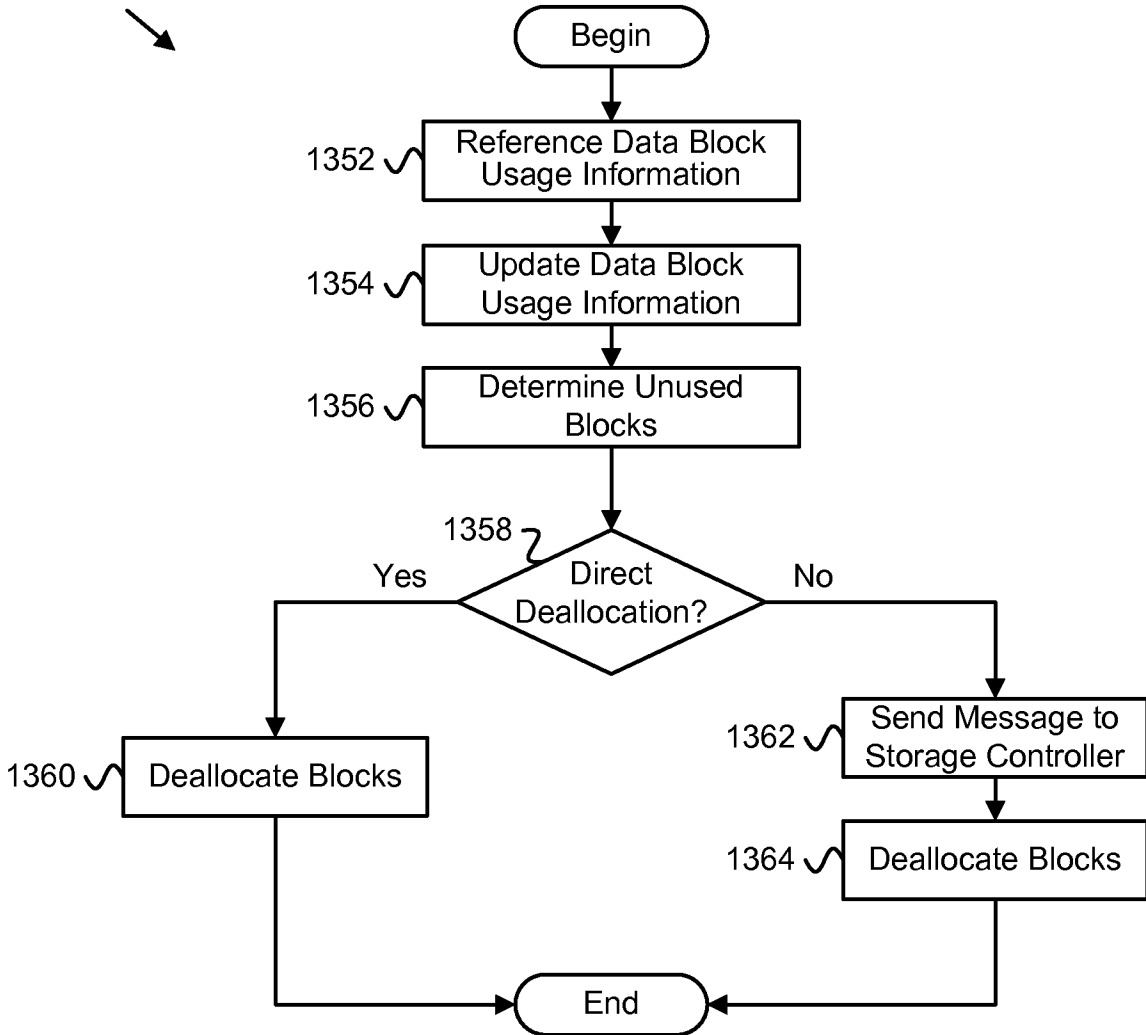 Begin
1352
Reference Data Block
Usage Information
1354
Update Data Block
Usage Information
1356
Determine Unused
Blocks
1358
Direct
Deallocation?
Yes
No
1360
Deallocate Blocks
1362
Send Message to
Storage Controller
1364
Deallocate Blocks
End